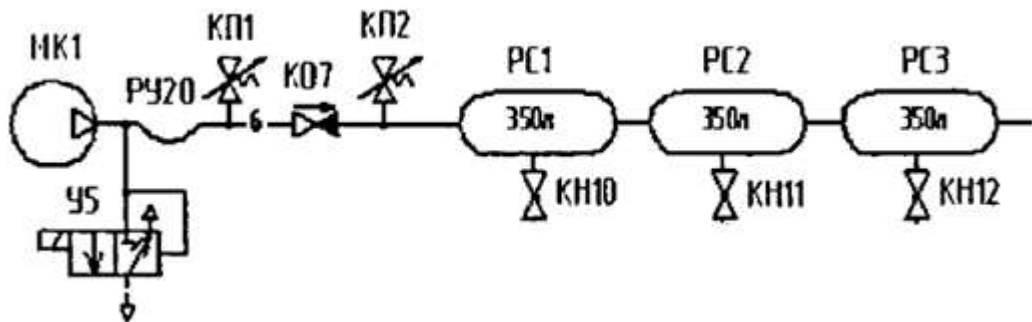 МК1
РУ20
КП1
6
КО7
КП2
РС1
РС2
РС3
350л
350л
350л
КН10
КН11
КН12
У5